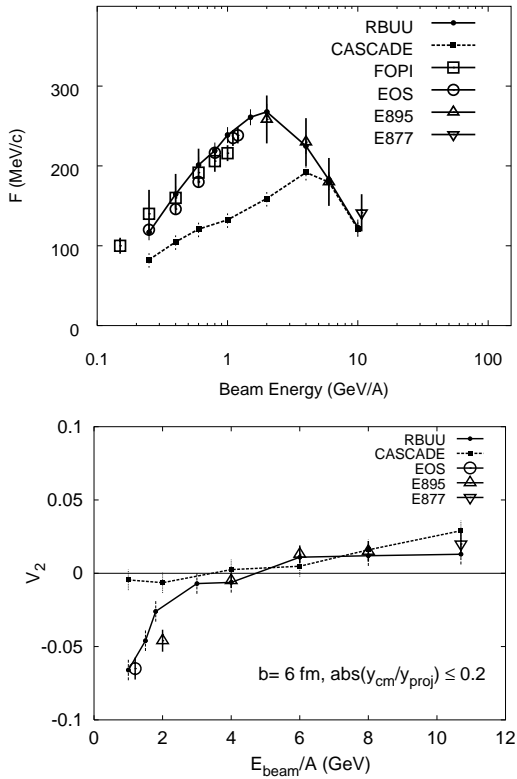 RBUU
CASCADE
FOPI
EOS
E895
E877
300
200
100
0
F (MeV/c)
0.1 1 10 100
Beam Energy (GeV/A)
0.1
RBUU
CASCADE
EOS
E895
E877
0.05
0
-0.05
-0.1
V2
b= 6 fm, abs(ycm/yproj) ≤ 0.2
0 2 4 6 8 10 12
Ebeam/A (GeV)